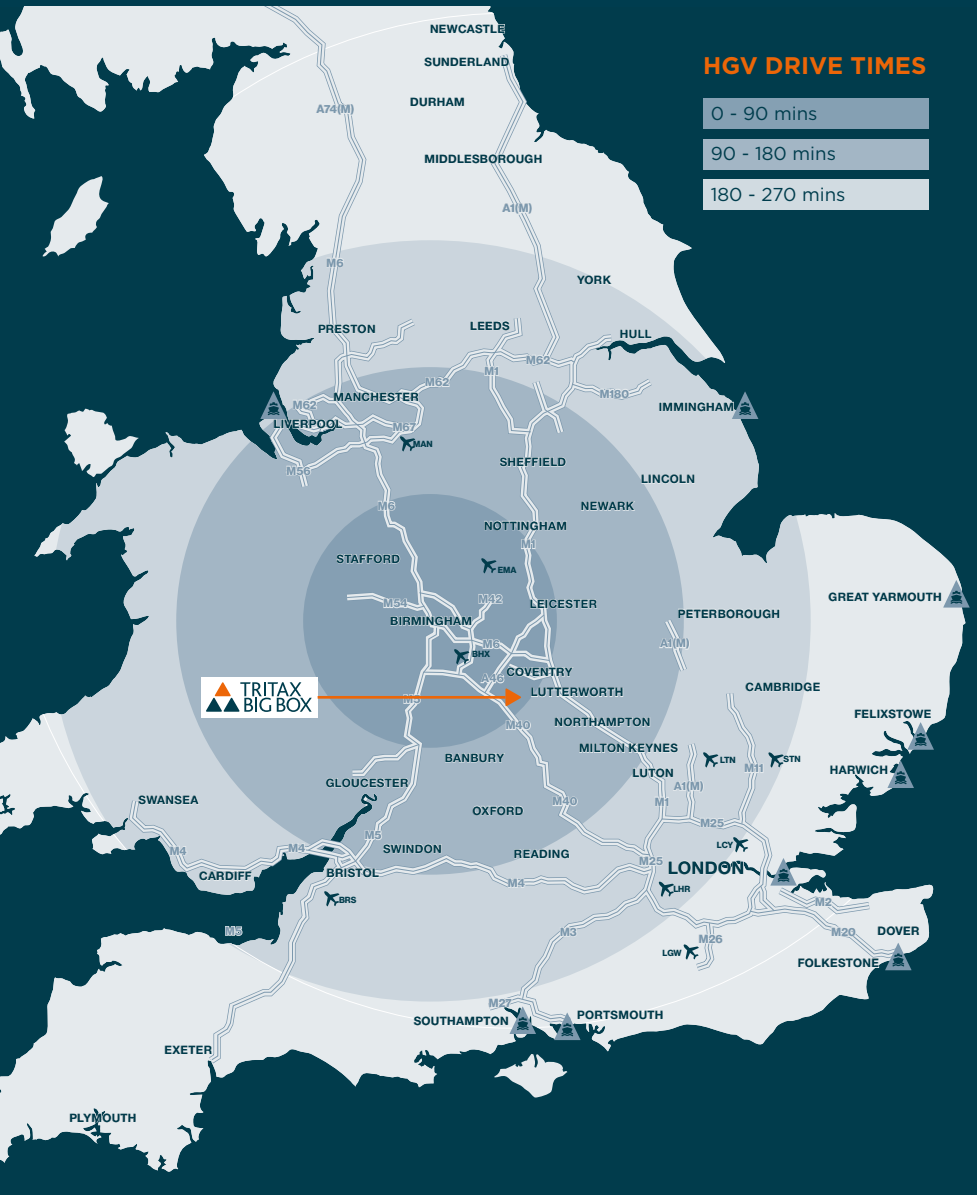 NEWCASTLE
SUNDERLAND
HGV DRIVE TIMES
0 - 90 mins
90 - 180 mins
180 - 270 mins
DURHAM
A74(M)
MIDDLESBOROUGH
A1(M)
M6
YORK
PRESTON
LEEDS
HULL
M62
M1
M62
M180
MANCHESTER
M62
IMMINGHAM
LIVERPOOL
M67
MAN
SHEFFIELD
M56
LINCOLN
M6
NEWARK
NOTTINGHAM
M1
STAFFORD
EMA
GREAT YARMOUTH
M54
M42
LEICESTER
PETERBOROUGH
BIRMINGHAM
M6
A1(M)
BHX
COVENTRY
A46
LUTTERWORTH
CAMBRIDGE
TRITAX
BIG BOX
M5
FELIXSTOWE
NORTHAMPTON
M40
MILTON KEYNES
BANBURY
LTN
STN
HARWICH
LUTON
M11
GLOUCESTER
A1(M)
SWANSEA
M40
M1
OXFORD
M25
M5
LCY
M4
M4
SWINDON
READING
M25
LONDON
CARDIFF
BRISTOL
M4
LHR
BRS
M2
M5
M3
M26
M20
DOVER
LGW
FOLKESTONE
M27
SOUTHAMPTON
PORTSMOUTH
EXETER
PLYMOUTH